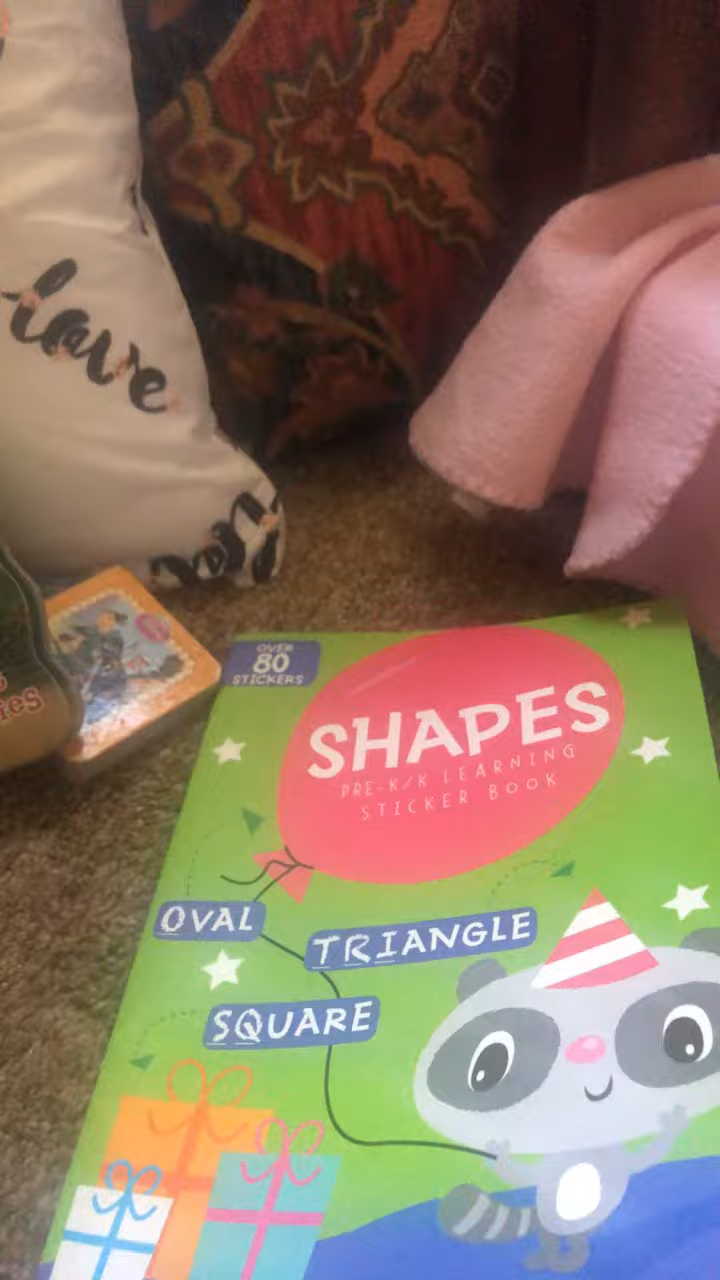 love
OVER
80
STICKERS
SHAPES
PRE-K/K LEARNING
STICKER BOOK
OVAL
TRIANGLE
SQUARE